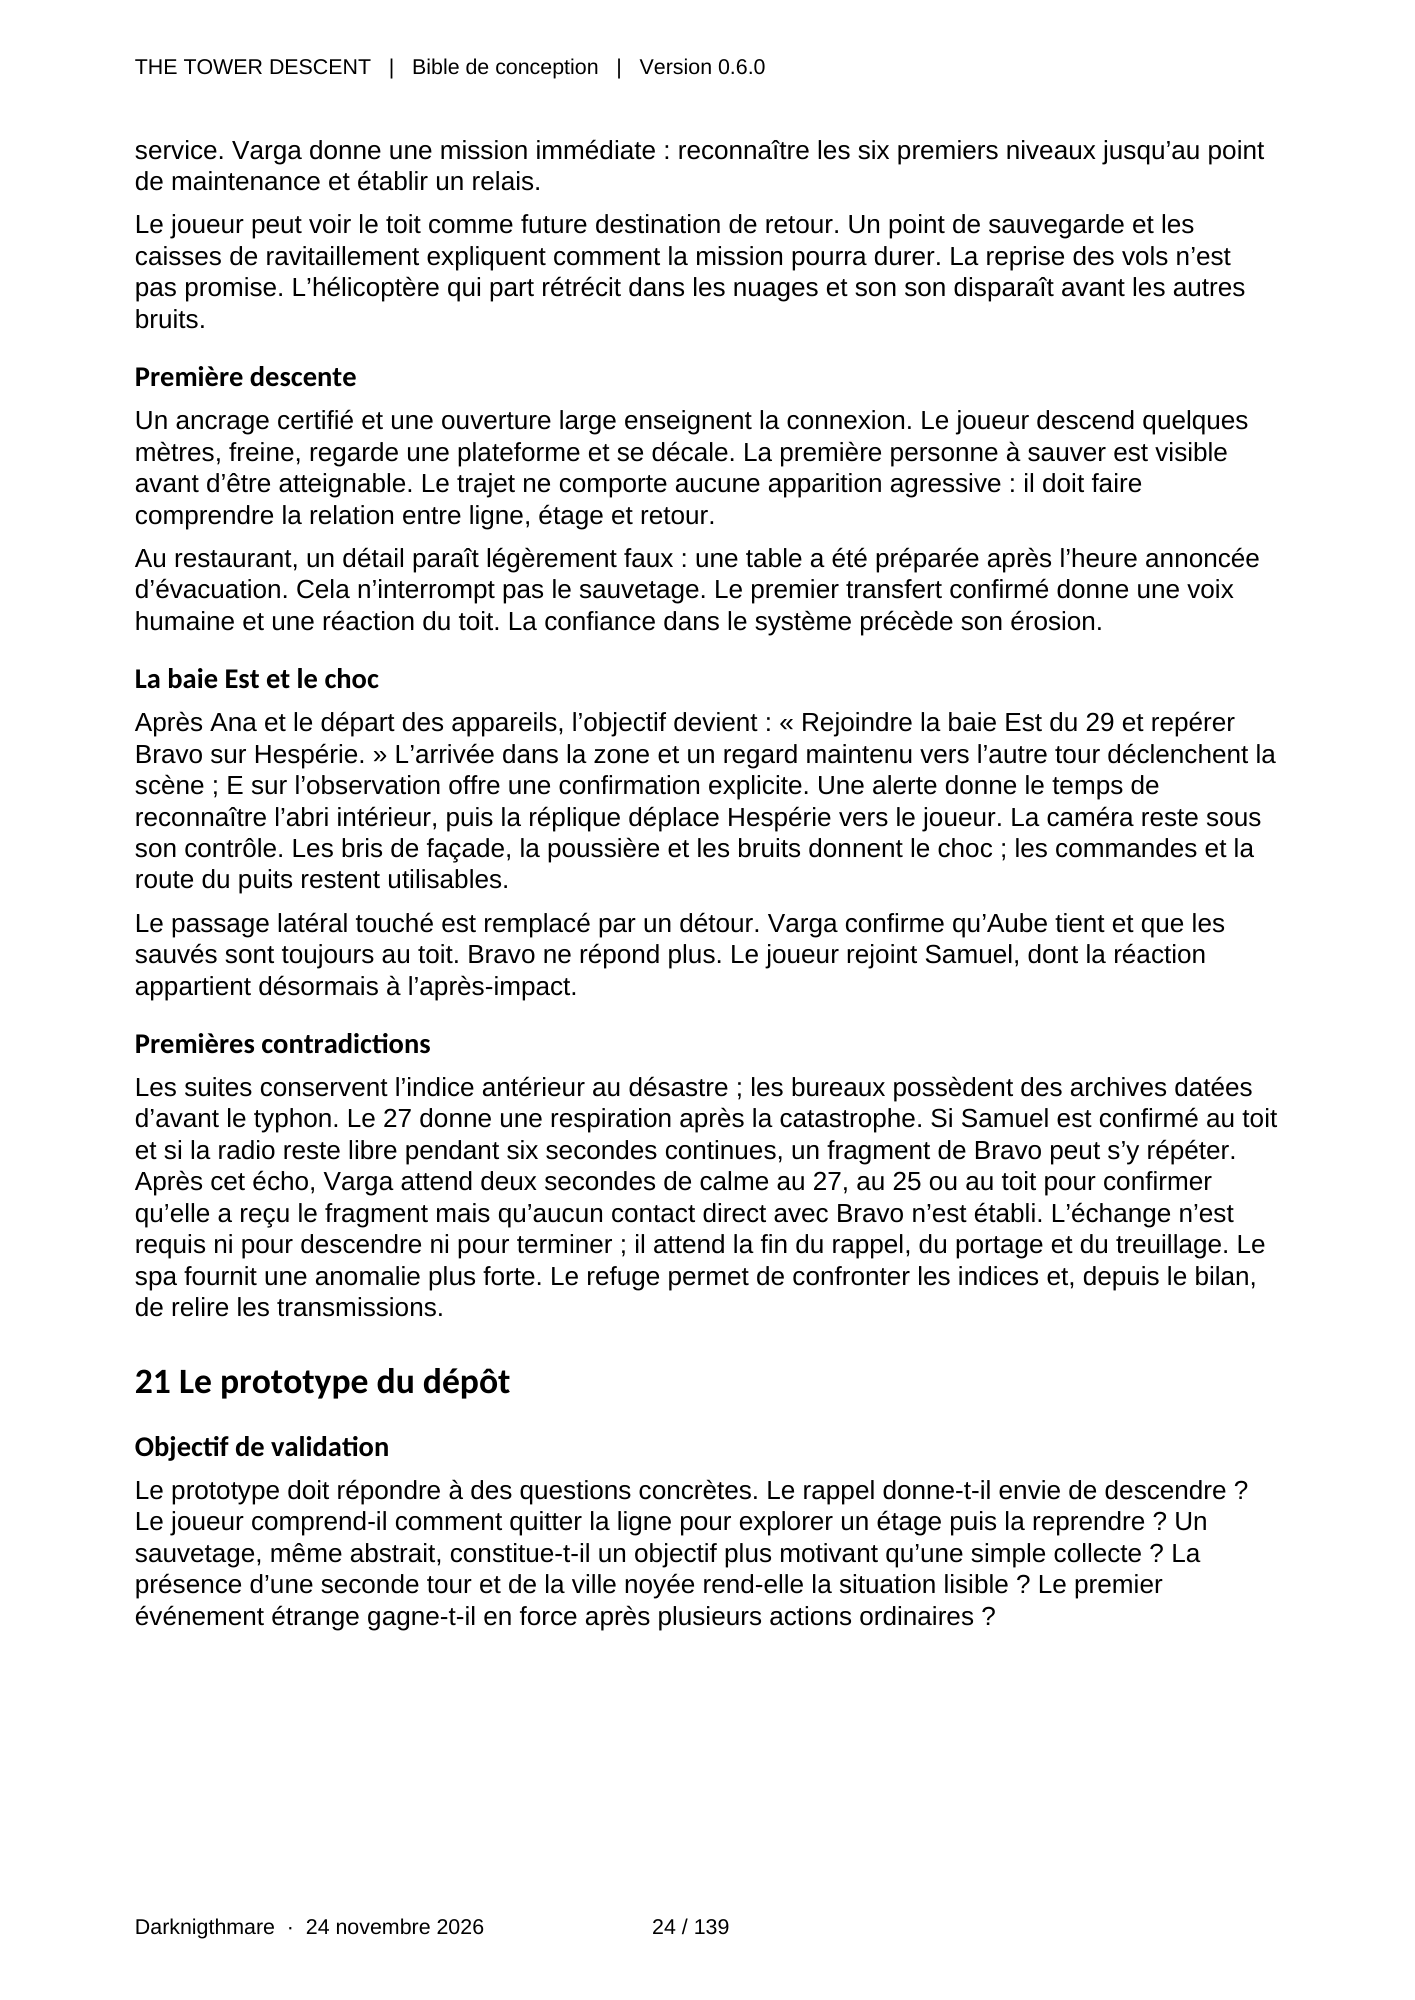 THE TOWER DESCENT | Bible de conception | Version 0.6.0
service. Varga donne une mission immédiate : reconnaître les six premiers niveaux jusqu’au point
de maintenance et établir un relais.
Le joueur peut voir le toit comme future destination de retour. Un point de sauvegarde et les
caisses de ravitaillement expliquent comment la mission pourra durer. La reprise des vols n’est
pas promise. L’hélicoptère qui part rétrécit dans les nuages et son son disparaît avant les autres
bruits.
Première descente
Un ancrage certifié et une ouverture large enseignent la connexion. Le joueur descend quelques
mètres, freine, regarde une plateforme et se décale. La première personne à sauver est visible
avant d’être atteignable. Le trajet ne comporte aucune apparition agressive : il doit faire
comprendre la relation entre ligne, étage et retour.
Au restaurant, un détail paraît légèrement faux : une table a été préparée après l’heure annoncée
d’évacuation. Cela n’interrompt pas le sauvetage. Le premier transfert confirmé donne une voix
humaine et une réaction du toit. La confiance dans le système précède son érosion.
La baie Est et le choc
Après Ana et le départ des appareils, l’objectif devient : « Rejoindre la baie Est du 29 et repérer
Bravo sur Hespérie. » L’arrivée dans la zone et un regard maintenu vers l’autre tour déclenchent la
scène ; E sur l’observation offre une confirmation explicite. Une alerte donne le temps de
reconnaître l’abri intérieur, puis la réplique déplace Hespérie vers le joueur. La caméra reste sous
son contrôle. Les bris de façade, la poussière et les bruits donnent le choc ; les commandes et la
route du puits restent utilisables.
Le passage latéral touché est remplacé par un détour. Varga confirme qu’Aube tient et que les
sauvés sont toujours au toit. Bravo ne répond plus. Le joueur rejoint Samuel, dont la réaction
appartient désormais à l’après-impact.
Premières contradictions
Les suites conservent l’indice antérieur au désastre ; les bureaux possèdent des archives datées
d’avant le typhon. Le 27 donne une respiration après la catastrophe. Si Samuel est confirmé au toit
et si la radio reste libre pendant six secondes continues, un fragment de Bravo peut s’y répéter.
Après cet écho, Varga attend deux secondes de calme au 27, au 25 ou au toit pour confirmer
qu’elle a reçu le fragment mais qu’aucun contact direct avec Bravo n’est établi. L’échange n’est
requis ni pour descendre ni pour terminer ; il attend la fin du rappel, du portage et du treuillage. Le
spa fournit une anomalie plus forte. Le refuge permet de confronter les indices et, depuis le bilan,
de relire les transmissions.
21 Le prototype du dépôt
Objectif de validation
Le prototype doit répondre à des questions concrètes. Le rappel donne-t-il envie de descendre ?
Le joueur comprend-il comment quitter la ligne pour explorer un étage puis la reprendre ? Un
sauvetage, même abstrait, constitue-t-il un objectif plus motivant qu’une simple collecte ? La
présence d’une seconde tour et de la ville noyée rend-elle la situation lisible ? Le premier
événement étrange gagne-t-il en force après plusieurs actions ordinaires ?
Darknigthmare · 24 novembre 2026 24 / 139